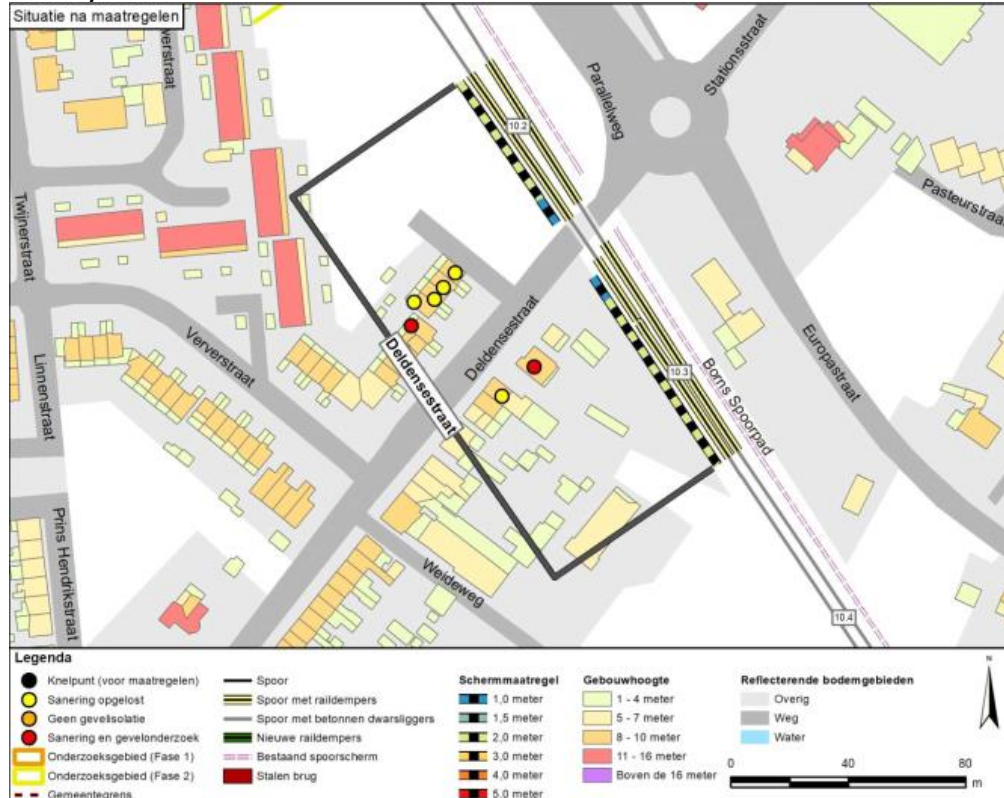 Situatie na maatregelen
werstraat
Parallelweg
Stationsstraat
10.2
Twijnerstraat
Pasteurstraat
Deldensestraat
Deldensestraat
Ververstraat
Linnenstraat
10.3
Borns Spoorpad
Europastraat
Prins Hendrikstraat
Weideweg
10.4
Legenda
Knelpunt (voor maatregelen)
Sanering opgelost
Geen gevelisolatie
Sanering en gevelonderzoek
Onderzoeksgebied (Fase 1)
Onderzoeksgebied (Fase 2)
Gemeentegrens
Spoor
Spoor met raildempers
Spoor met betonnen dwarsliggers
Nieuwe raildempers
Bestaand spoorscherm
Stalen brug
Schermmaatregel
1,0 meter
1,5 meter
2,0 meter
3,0 meter
4,0 meter
5,0 meter
Gebouwhoogte
1 - 4 meter
5 - 7 meter
8 - 10 meter
11 - 16 meter
Boven de 16 meter
Reflecterende bodemgebieden
Overig
Weg
Water
N
0 40 80
m